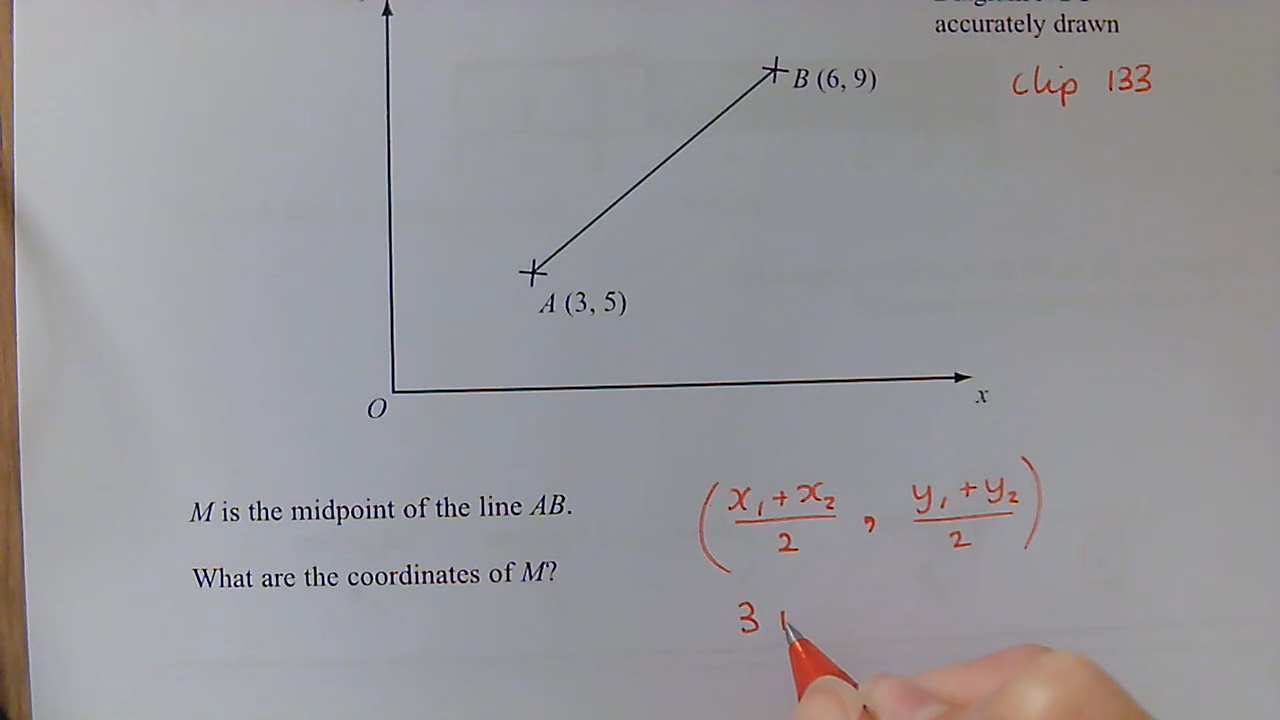 accurately drawn
clip 133
B (6, 9)
A (3, 5)
O
x
M is the midpoint of the line AB.
What are the coordinates of M?
(x₁ + x₂ / 2 , y₁ + y₂ / 2)
3